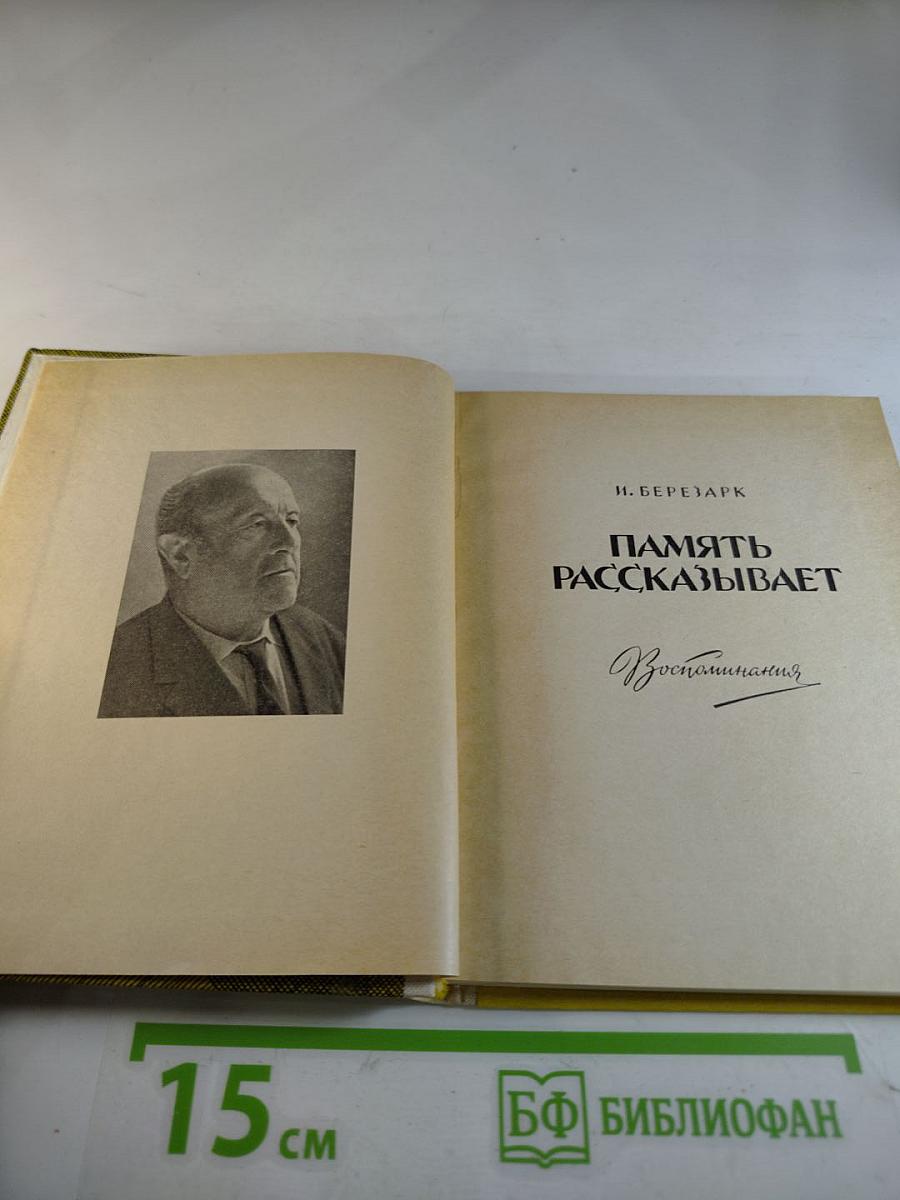 И. БЕРЕЗАРК
ПАМЯТЬ
РАССКАЗЫВАЕТ
Воспоминания
15 см
БФ БИБЛИОФАН